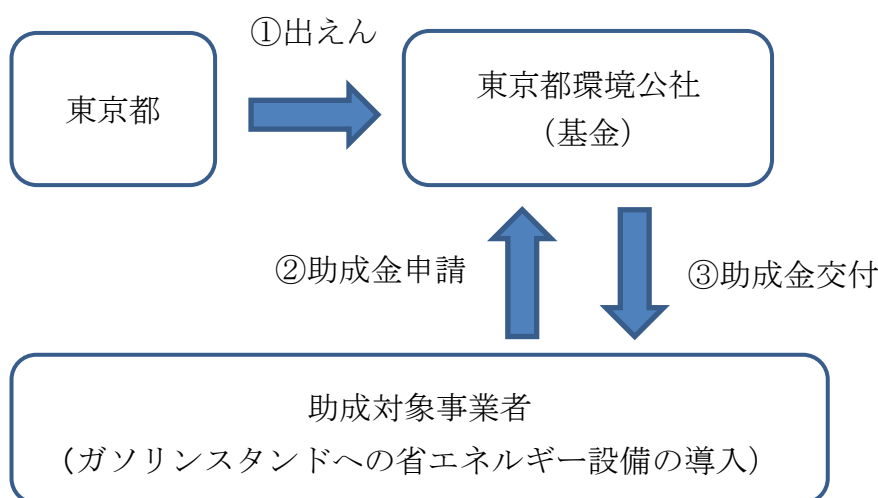 ①出えん
東京都
東京都環境公社
（基金）
②助成金申請
③助成金交付
助成対象事業者
（ガソリンスタンドへの省エネルギー設備の導入）